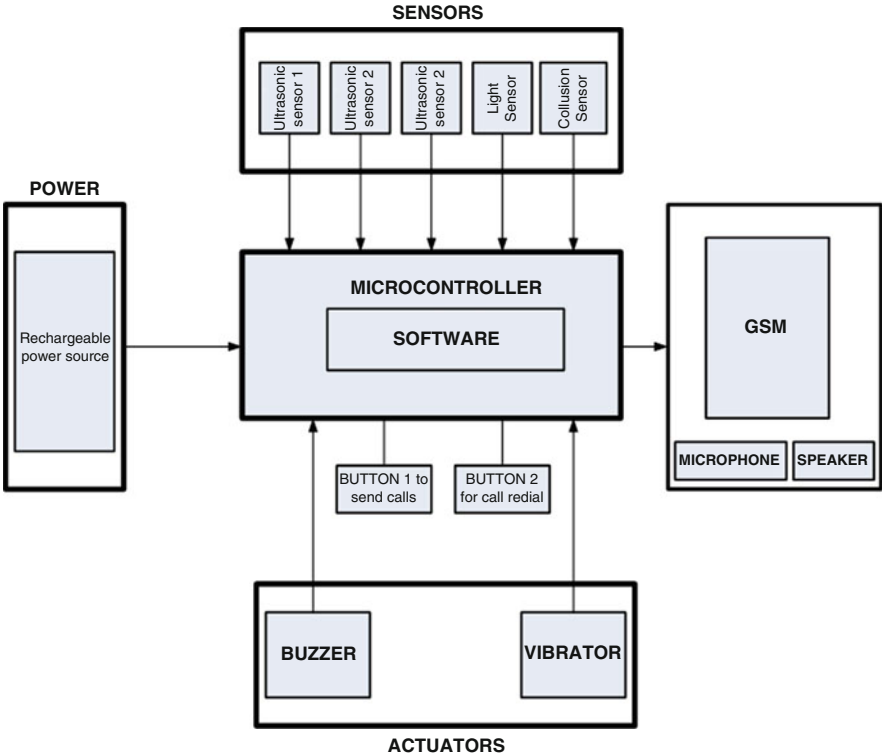 SENSORS
Ultrasonic
sensor 1
Ultrasonic
sensor 2
Ultrasonic
sensor 2
Light
Sensor
Collusion
Sensor
POWER
Rechargeable
power source
MICROCONTROLLER
SOFTWARE
GSM
MICROPHONE
SPEAKER
BUTTON 1 to
send calls
BUTTON 2
for call redial
BUZZER
VIBRATOR
ACTUATORS